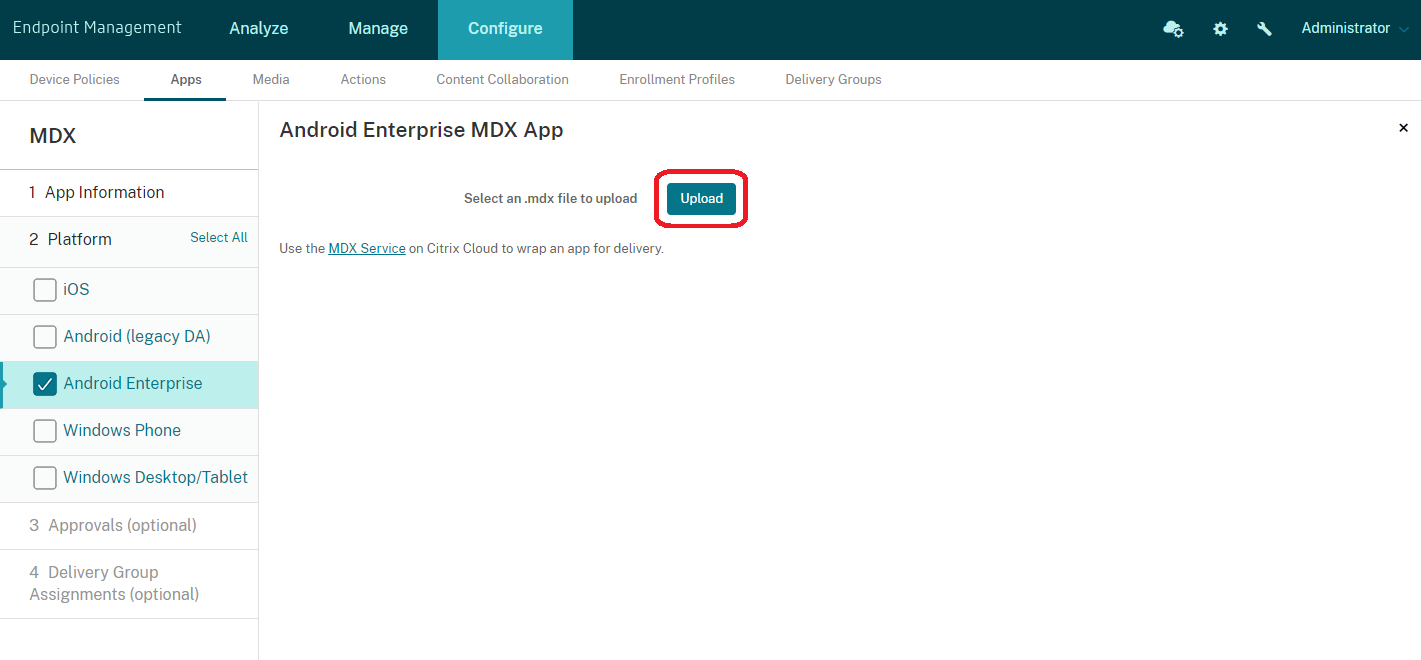 Endpoint Management Analyze Manage Configure Administrator
Device Policies Apps Media Actions Content Collaboration Enrollment Profiles Delivery Groups
MDX
1 App Information
2 Platform Select All
iOS
Android (legacy DA)
Android Enterprise
Windows Phone
Windows Desktop/Tablet
3 Approvals (optional)
4 Delivery Group
Assignments (optional)
Android Enterprise MDX App
Select an .mdx file to upload Upload
Use the MDX Service on Citrix Cloud to wrap an app for delivery.